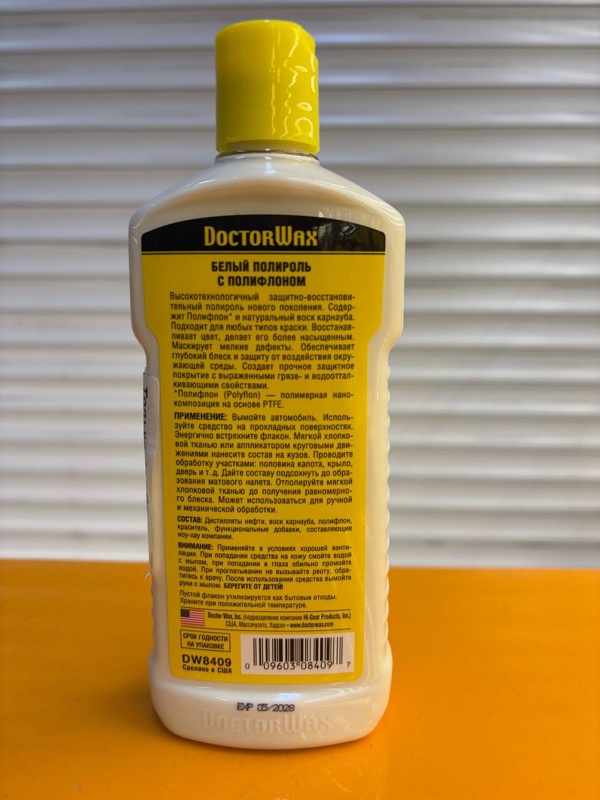 DOCTORWAX
БЕЛЫЙ ПОЛИРОЛЬ
С ПОЛИФЛОНОМ
Высокотехнологичный защитно-восстанови-
тельный полироль нового поколения. Содер-
жит Полифлон* и натуральный воск карнауба.
Подходит для любых типов краски. Восстанав-
ливает цвет, делает его более насыщенным.
Маскирует мелкие дефекты. Обеспечивает
глубокий блеск и защиту от воздействия окру-
жающей среды. Создает прочное защитное
покрытие с выраженными грязе- и водооттал-
кивающими свойствами.
*Полифлон (Polyflon) — полимерная нано-
композиция на основе PTFE.
ПРИМЕНЕНИЕ: Вымойте автомобиль. Исполь-
зуйте средство на прохладных поверхностях.
Энергично встряхните флакон. Мягкой хлопко-
вой тканью или аппликатором круговыми дви-
жениями нанесите состав на кузов. Проводите
обработку участками: половина капота, крыло,
дверь и т. д. Дайте составу подсохнуть до обра-
зования матового налета. Отполируйте мягкой
хлопковой тканью до получения равномерно-
го блеска. Может использоваться для ручной
и механической обработки.
СОСТАВ: Дистилляты нефти, воск карнауба, полифлон,
краситель, функциональные добавки, составляющие
ноу-хау компании.
ВНИМАНИЕ: Применяйте в условиях хорошей венти-
ляции. При попадании средства на кожу смойте водой
с мылом, при попадании в глаза обильно промойте
водой. При проглатывании не вызывайте рвоту, обра-
титесь к врачу. После использования средства вымойте
руки с мылом. БЕРЕГИТЕ ОТ ДЕТЕЙ!
Пустой флакон утилизируется как бытовые отходы.
Хранить при положительной температуре.
Doctor Wax, Inc. (подразделение компании Hi-Gear Products, Inc.)
США, Массачусетс, Хадсон • www.doctorwax.com
СРОК ГОДНОСТИ
НА УПАКОВКЕ
DW8409
Сделано в США
0 09603 08409 7
EXP 05/2028
DOCTORWAX